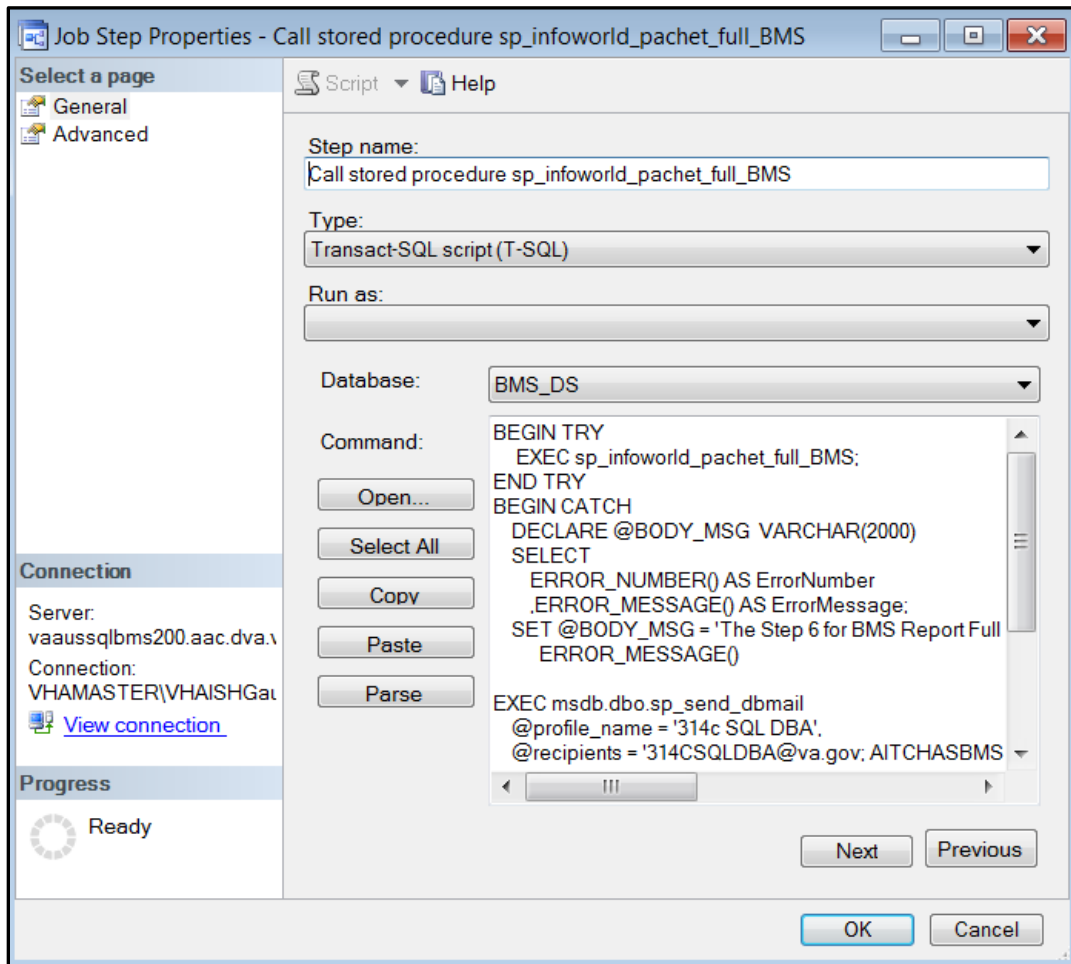 Job Step Properties - Call stored procedure sp_infoworld_pachet_full_BMS
Select a page
General
Advanced
Script
Help
Step name:
Call stored procedure sp_infoworld_pachet_full_BMS
Type:
Transact-SQL script (T-SQL)
Run as:
Database:
BMS_DS
Command:
Open...
Select All
Copy
Paste
Parse
BEGIN TRY
EXEC sp_infoworld_pachet_full_BMS;
END TRY
BEGIN CATCH
DECLARE @BODY_MSG VARCHAR(2000)
SELECT
ERROR_NUMBER() AS ErrorNumber
,ERROR_MESSAGE() AS ErrorMessage;
SET @BODY_MSG = 'The Step 6 for BMS Report Full
ERROR_MESSAGE()
EXEC msdb.dbo.sp_send_dbmail
@profile_name = '314c SQL DBA',
@recipients = '314CSQLDBA@va.gov; AITCHASBMS
Connection
Server:
vaaussqlbms200.aac.dva.v
Connection:
VHAMASTER\VHAISHGau
View connection
Progress
Ready
Next
Previous
OK
Cancel